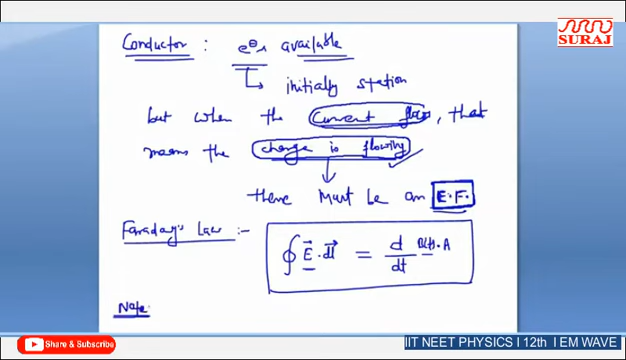 SURAJ
Conductor : e⊖s available
↳ initially station
but when the current flows, that
means the charge is flowing
there must be an E.F.
Faraday's Law :-
∮ E⃗ · dl⃗ = d/dt B(t) · A
Note
Share & Subscribe
IIT NEET PHYSICS I 12th I EM WAVE